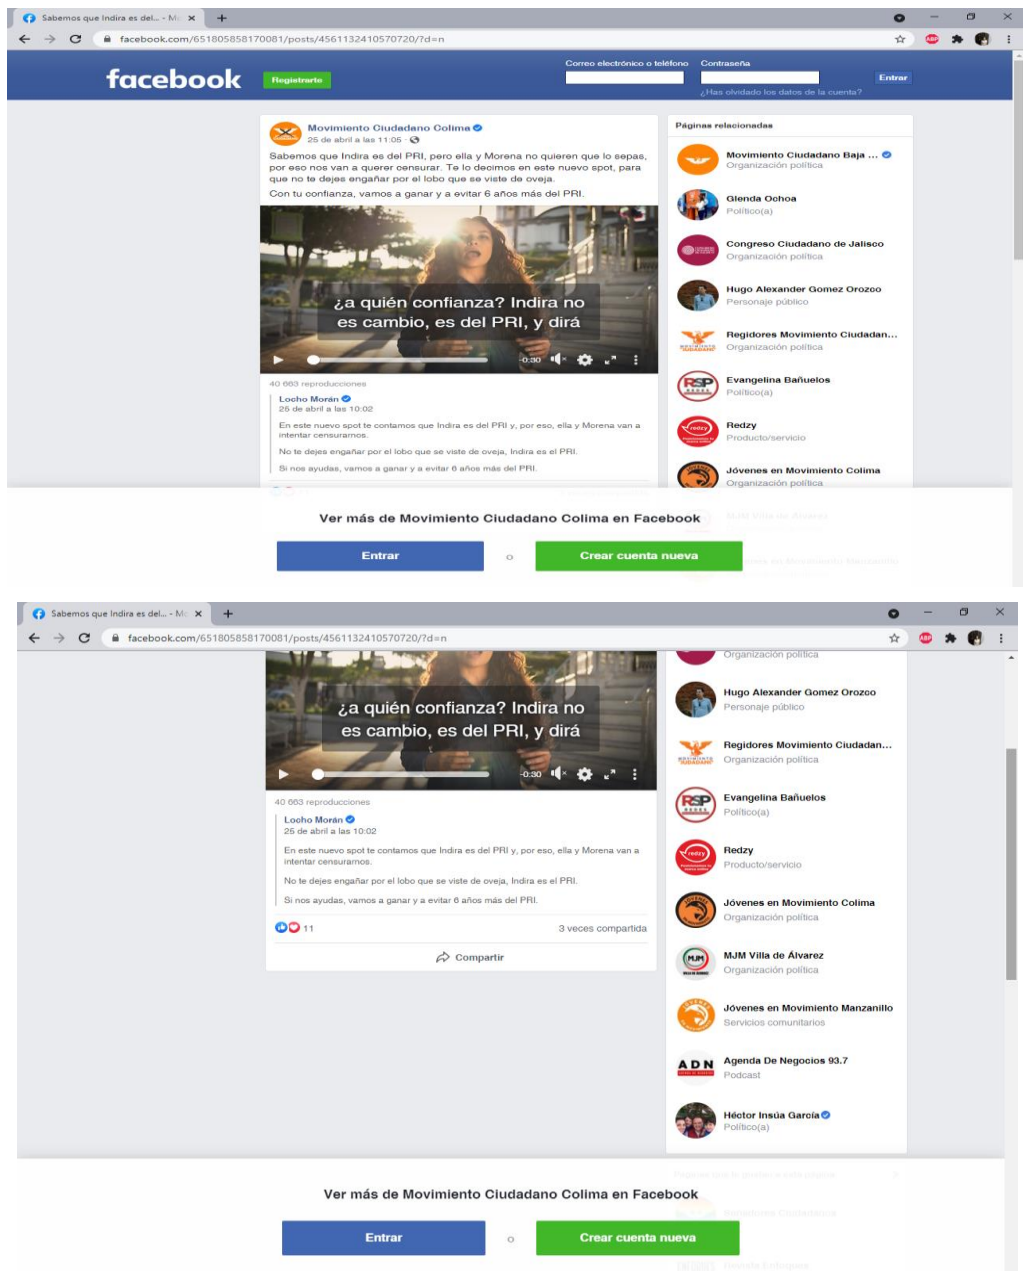 Sabemos que Indira es del... - Mo
facebook.com/651805858170081/posts/4561132410570720/?d=n
ABP
facebook
Registrarte
Correo electrónico o teléfono
Contraseña
Entrar
¿Has olvidado los datos de la cuenta?
Movimiento Ciudadano Colima
25 de abril a las 11:05 ·
Sabemos que Indira es del PRI, pero ella y Morena no quieren que lo sepas,
por eso nos van a querer censurar. Te lo decimos en este nuevo spot, para
que no te dejes engañar por el lobo que se viste de oveja.
Con tu confianza, vamos a ganar y a evitar 6 años más del PRI.
¿a quién confianza? Indira no
es cambio, es del PRI, y dirá
-0:30
40 663 reproducciones
Locho Morán
25 de abril a las 10:02
En este nuevo spot te contamos que Indira es del PRI y, por eso, ella y Morena van a
intentar censurarnos.
No te dejes engañar por el lobo que se viste de oveja, Indira es el PRI.
Si nos ayudas, vamos a ganar y a evitar 6 años más del PRI.
Páginas relacionadas
Movimiento Ciudadano Baja ...
Organización política
Glenda Ochoa
Político(a)
Congreso Ciudadano de Jalisco
Organización política
Hugo Alexander Gomez Orozco
Personaje público
Regidores Movimiento Ciudadan...
Organización política
RSP
Evangelina Bañuelos
Político(a)
redzy
Redzy
Producto/servicio
Jóvenes en Movimiento Colima
Organización política
MJM Villa de Álvarez
Jóvenes en Movimiento Manzanillo
Ver más de Movimiento Ciudadano Colima en Facebook
Entrar
o
Crear cuenta nueva
Sabemos que Indira es del... - Mo
facebook.com/651805858170081/posts/4561132410570720/?d=n
ABP
¿a quién confianza? Indira no
es cambio, es del PRI, y dirá
-0:30
40 663 reproducciones
Locho Morán
25 de abril a las 10:02
En este nuevo spot te contamos que Indira es del PRI y, por eso, ella y Morena van a
intentar censurarnos.
No te dejes engañar por el lobo que se viste de oveja, Indira es el PRI.
Si nos ayudas, vamos a ganar y a evitar 6 años más del PRI.
11
3 veces compartida
Compartir
Organización política
Hugo Alexander Gomez Orozco
Personaje público
Regidores Movimiento Ciudadan...
Organización política
RSP
Evangelina Bañuelos
Político(a)
redzy
Redzy
Producto/servicio
Jóvenes en Movimiento Colima
Organización política
MJM
MJM Villa de Álvarez
Organización política
Jóvenes en Movimiento Manzanillo
Servicios comunitarios
ADN
Agenda De Negocios 93.7
Podcast
Héctor Insúa García
Político(a)
Ver más de Movimiento Ciudadano Colima en Facebook
Entrar
o
Crear cuenta nueva